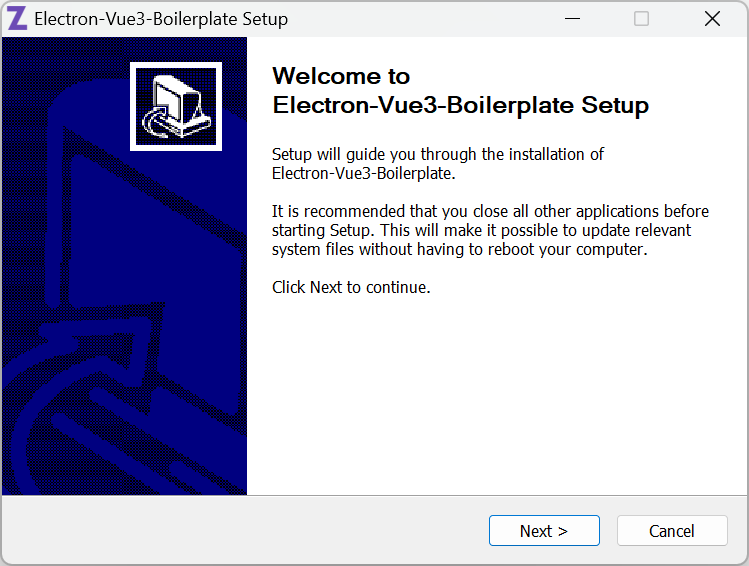 Electron-Vue3-Boilerplate Setup
Welcome to
Electron-Vue3-Boilerplate Setup
Setup will guide you through the installation of
Electron-Vue3-Boilerplate.
It is recommended that you close all other applications before
starting Setup. This will make it possible to update relevant
system files without having to reboot your computer.
Click Next to continue.
Next >
Cancel